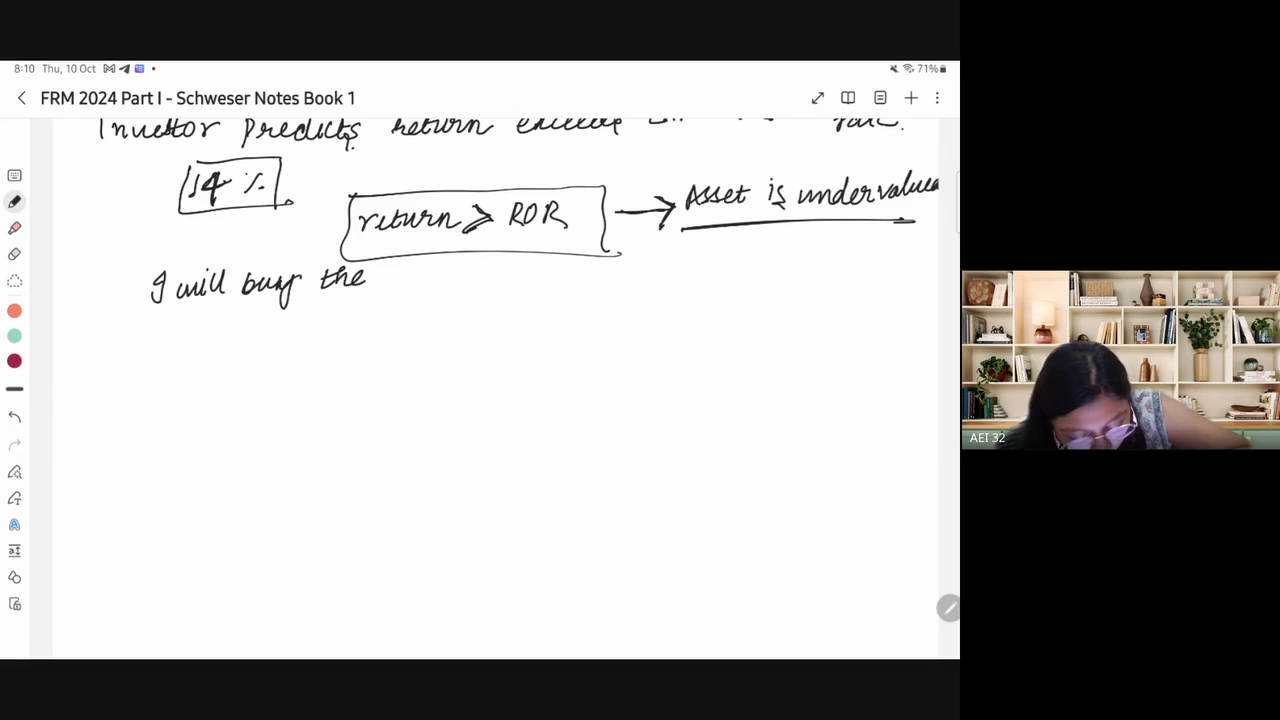 8:10 Thu, 10 Oct 71%
FRM 2024 Part I - Schweser Notes Book 1
Investor predicts return
14 %.
return > ROR → Asset is undervalued
I will buy the
AEI 32